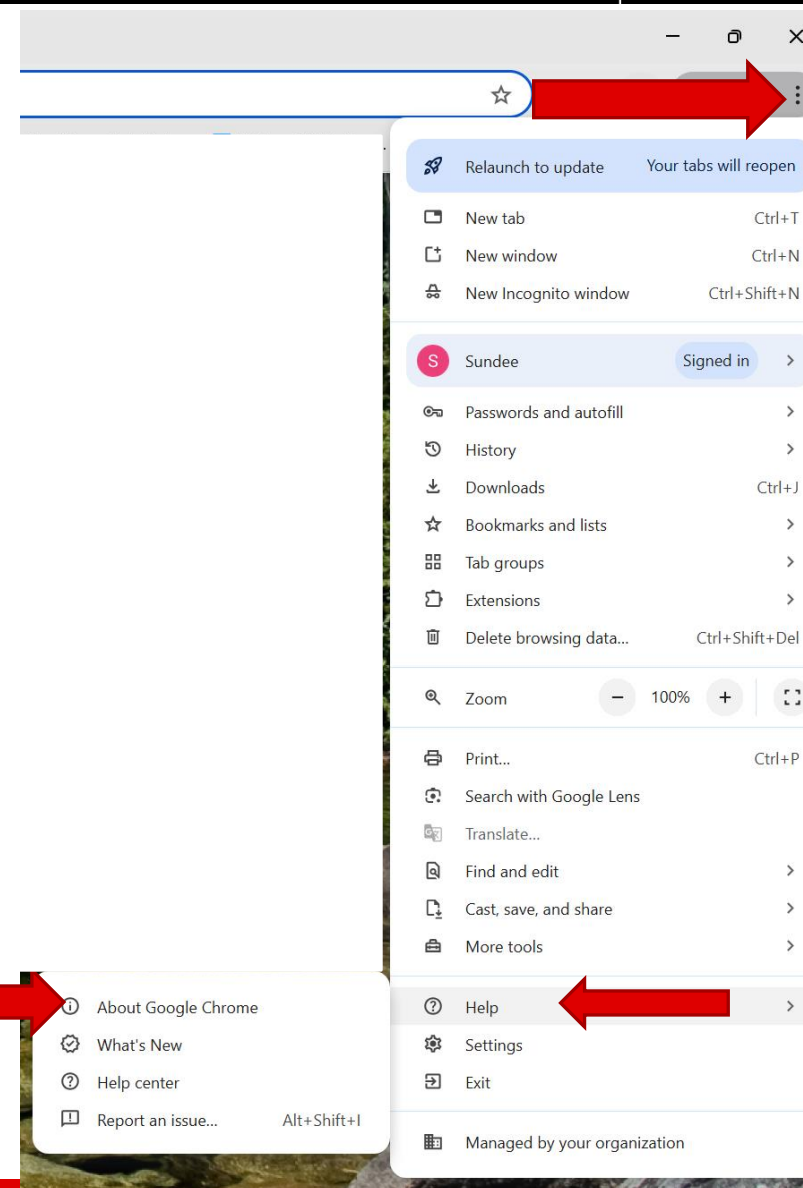 Relaunch to update Your tabs will reopen
New tab Ctrl+T
New window Ctrl+N
New Incognito window Ctrl+Shift+N
S Sundee Signed in
Passwords and autofill
History
Downloads Ctrl+J
Bookmarks and lists
Tab groups
Extensions
Delete browsing data... Ctrl+Shift+Del
Zoom − 100% +
Print... Ctrl+P
Search with Google Lens
Translate...
Find and edit
Cast, save, and share
More tools
Help
Settings
Exit
Managed by your organization
About Google Chrome
What's New
Help center
Report an issue... Alt+Shift+I